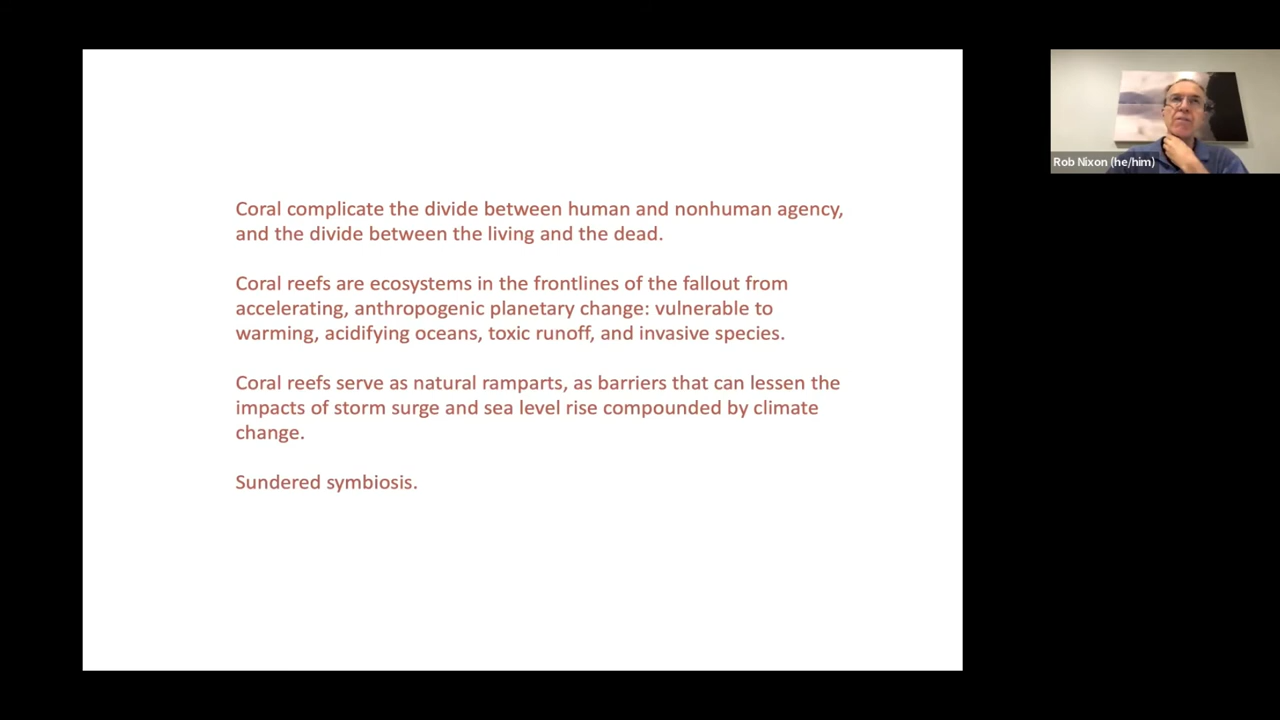 Coral complicate the divide between human and nonhuman agency,
and the divide between the living and the dead.
Coral reefs are ecosystems in the frontlines of the fallout from
accelerating, anthropogenic planetary change: vulnerable to
warming, acidifying oceans, toxic runoff, and invasive species.
Coral reefs serve as natural ramparts, as barriers that can lessen the
impacts of storm surge and sea level rise compounded by climate
change.
Sundered symbiosis.
Rob Nixon (he/him)